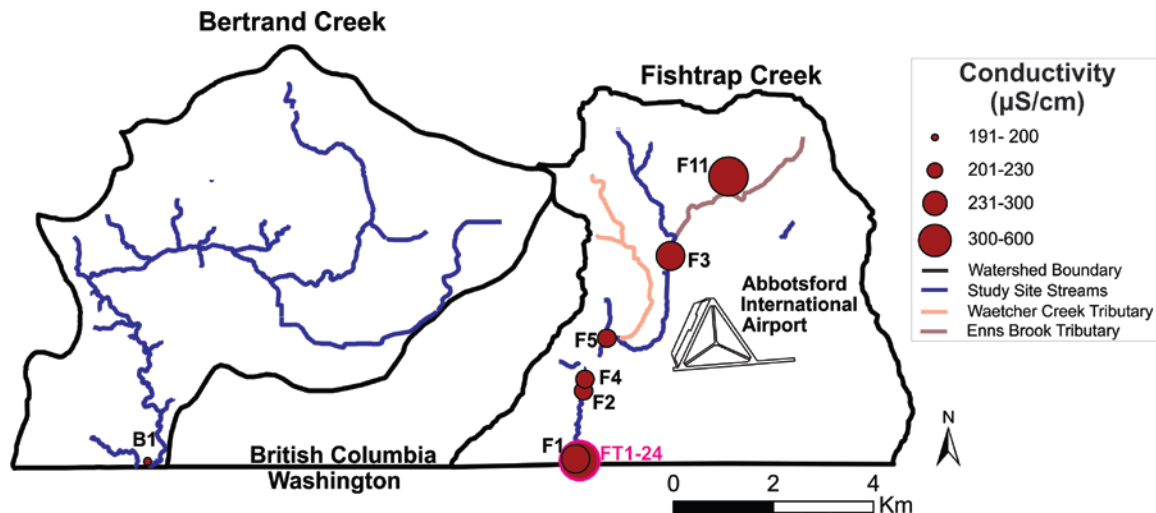 Bertrand Creek
Fishtrap Creek
Conductivity
(µS/cm)
191- 200
201-230
231-300
300-600
Watershed Boundary
Study Site Streams
Waetcher Creek Tributary
Enns Brook Tributary
F11
F3
Abbotsford
International
Airport
F5
F4
F2
B1
F1
FT1-24
British Columbia
Washington
N
0 2 4
Km